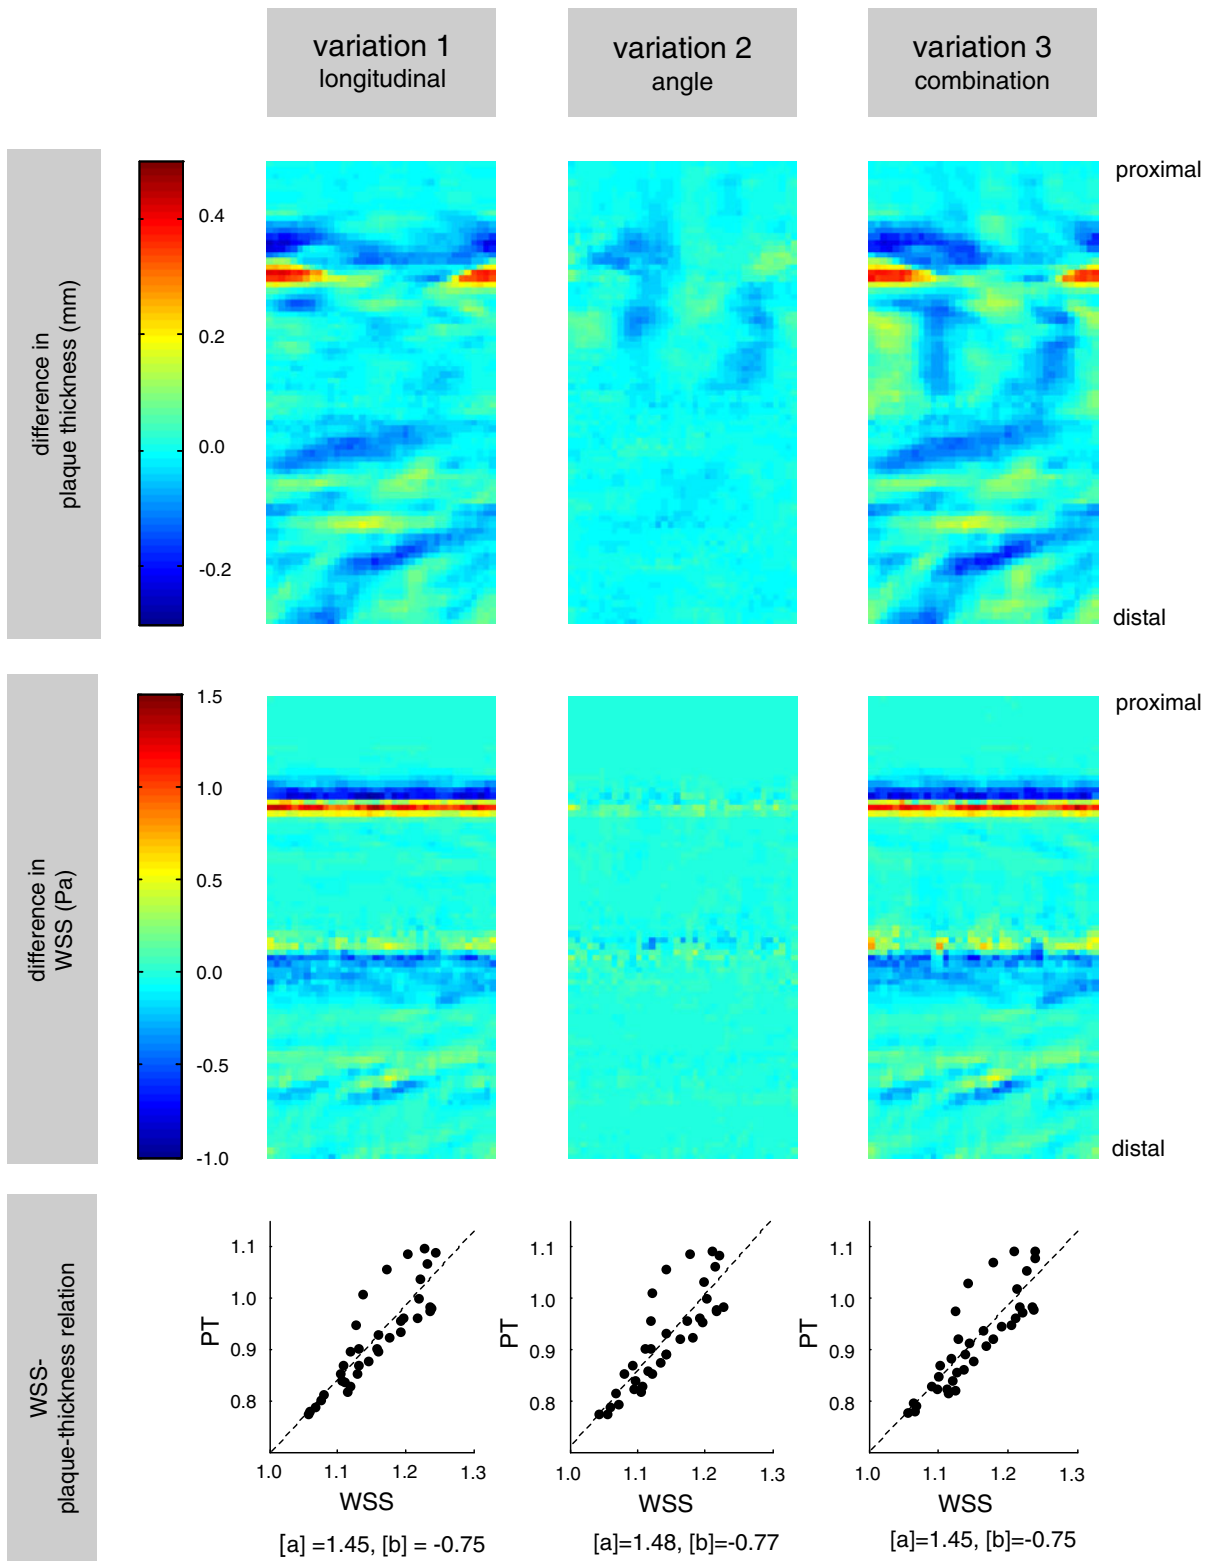 variation 1
longitudinal
variation 2
angle
variation 3
combination
difference in
plaque thickness (mm)
0.4
0.2
0.0
-0.2
proximal
distal
difference in
WSS (Pa)
1.5
1.0
0.5
0.0
-0.5
-1.0
proximal
distal
WSS-
plaque-thickness relation
PT
1.1
1.0
0.9
0.8
1.0 1.1 1.2 1.3
WSS
[a] =1.45, [b] = -0.75
PT
1.1
1.0
0.9
0.8
1.0 1.1 1.2 1.3
WSS
[a]=1.48, [b]=-0.77
PT
1.1
1.0
0.9
0.8
1.0 1.1 1.2 1.3
WSS
[a]=1.45, [b]=-0.75